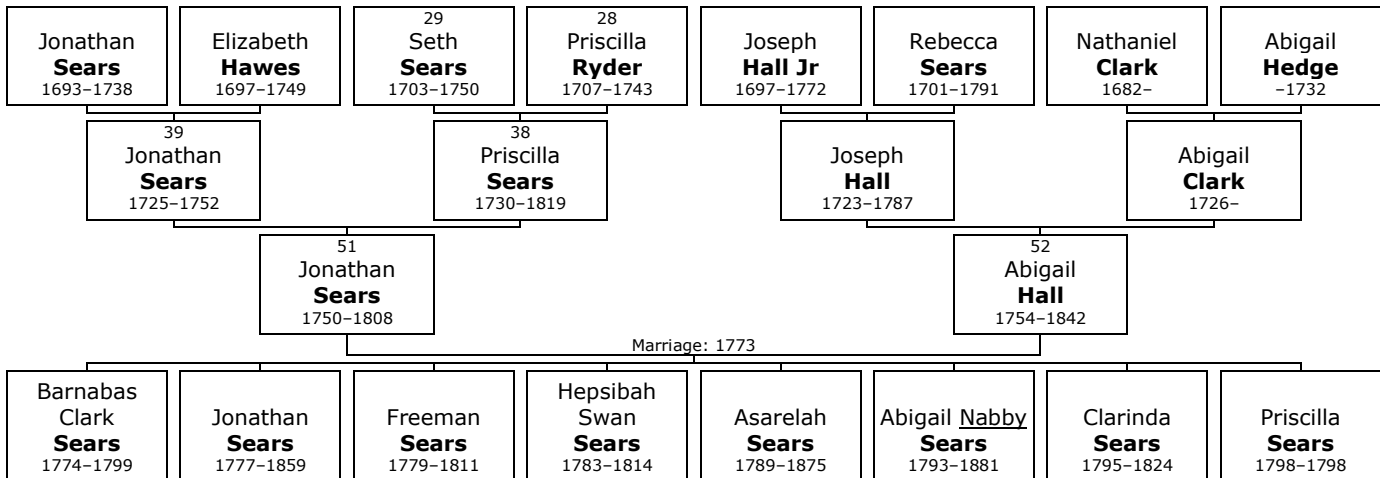 Jonathan
Sears
1693–1738
Elizabeth
Hawes
1697–1749
29
Seth
Sears
1703–1750
28
Priscilla
Ryder
1707–1743
Joseph
Hall Jr
1697–1772
Rebecca
Sears
1701–1791
Nathaniel
Clark
1682–
Abigail
Hedge
–1732
39
Jonathan
Sears
1725–1752
38
Priscilla
Sears
1730–1819
Joseph
Hall
1723–1787
Abigail
Clark
1726–
51
Jonathan
Sears
1750–1808
52
Abigail
Hall
1754–1842
Marriage: 1773
Barnabas
Clark
Sears
1774–1799
Jonathan
Sears
1777–1859
Freeman
Sears
1779–1811
Hepsibah
Swan
Sears
1783–1814
Asarelah
Sears
1789–1875
Abigail Nabby
Sears
1793–1881
Clarinda
Sears
1795–1824
Priscilla
Sears
1798–1798